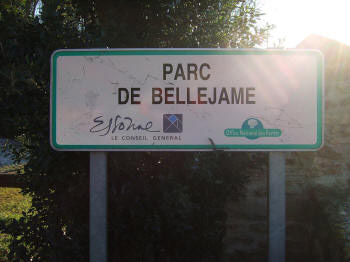 PARC
DE BELLEJAME
Essonne
LE CONSEIL GENERAL
Office National des Forêts